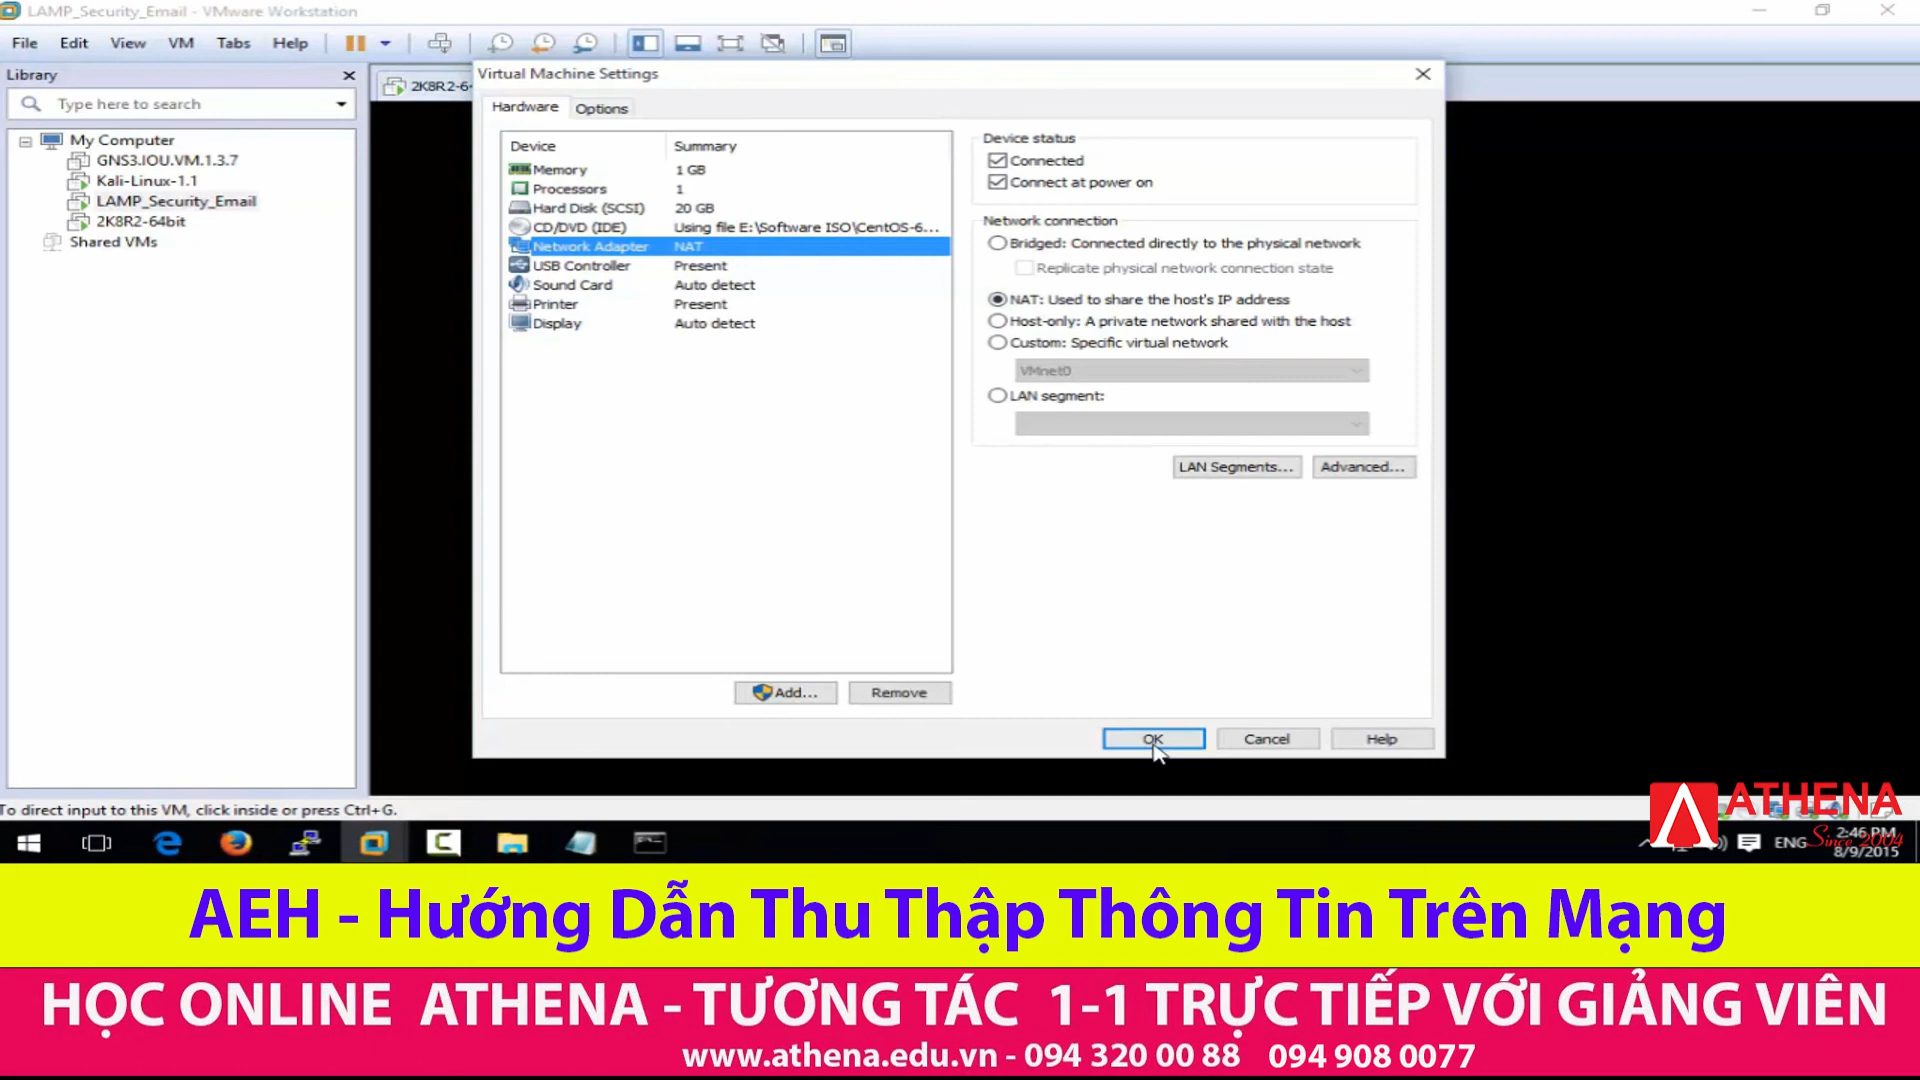 LAMP_Security_Email - VMware Workstation
File Edit View VM Tabs Help
Library
Type here to search
My Computer
GNS3.IOU.VM.1.3.7
Kali-Linux-1.1
LAMP_Security_Email
2K8R2-64bit
Shared VMs
2K8R2-6
Virtual Machine Settings
Hardware Options
Device Summary
Memory 1 GB
Processors 1
Hard Disk (SCSI) 20 GB
CD/DVD (IDE) Using file E:\Software ISO\CentOS-6...
Network Adapter NAT
USB Controller Present
Sound Card Auto detect
Printer Present
Display Auto detect
Add... Remove
Device status
Connected
Connect at power on
Network connection
Bridged: Connected directly to the physical network
Replicate physical network connection state
NAT: Used to share the host's IP address
Host-only: A private network shared with the host
Custom: Specific virtual network
VMnet0
LAN segment:
LAN Segments... Advanced...
OK Cancel Help
To direct input to this VM, click inside or press Ctrl+G.
ATHENA
Since 2004
ENG 2:46 PM
8/9/2015
AEH - Hướng Dẫn Thu Thập Thông Tin Trên Mạng
HỌC ONLINE ATHENA - TƯƠNG TÁC 1-1 TRỰC TIẾP VỚI GIẢNG VIÊN
www.athena.edu.vn - 094 320 00 88 094 908 0077